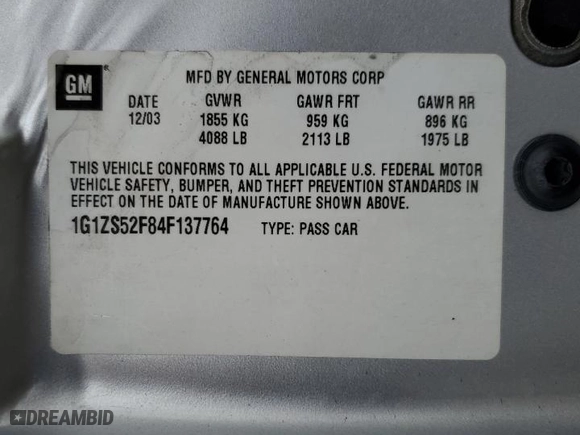 GM
MFD BY GENERAL MOTORS CORP
DATE GVWR GAWR FRT GAWR RR
12/03 1855 KG 959 KG 896 KG
4088 LB 2113 LB 1975 LB
THIS VEHICLE CONFORMS TO ALL APPLICABLE U.S. FEDERAL MOTOR
VEHICLE SAFETY, BUMPER, AND THEFT PREVENTION STANDARDS IN
EFFECT ON THE DATE OF MANUFACTURE SHOWN ABOVE.
1G1ZS52F84F137764 TYPE: PASS CAR
DREAMBID